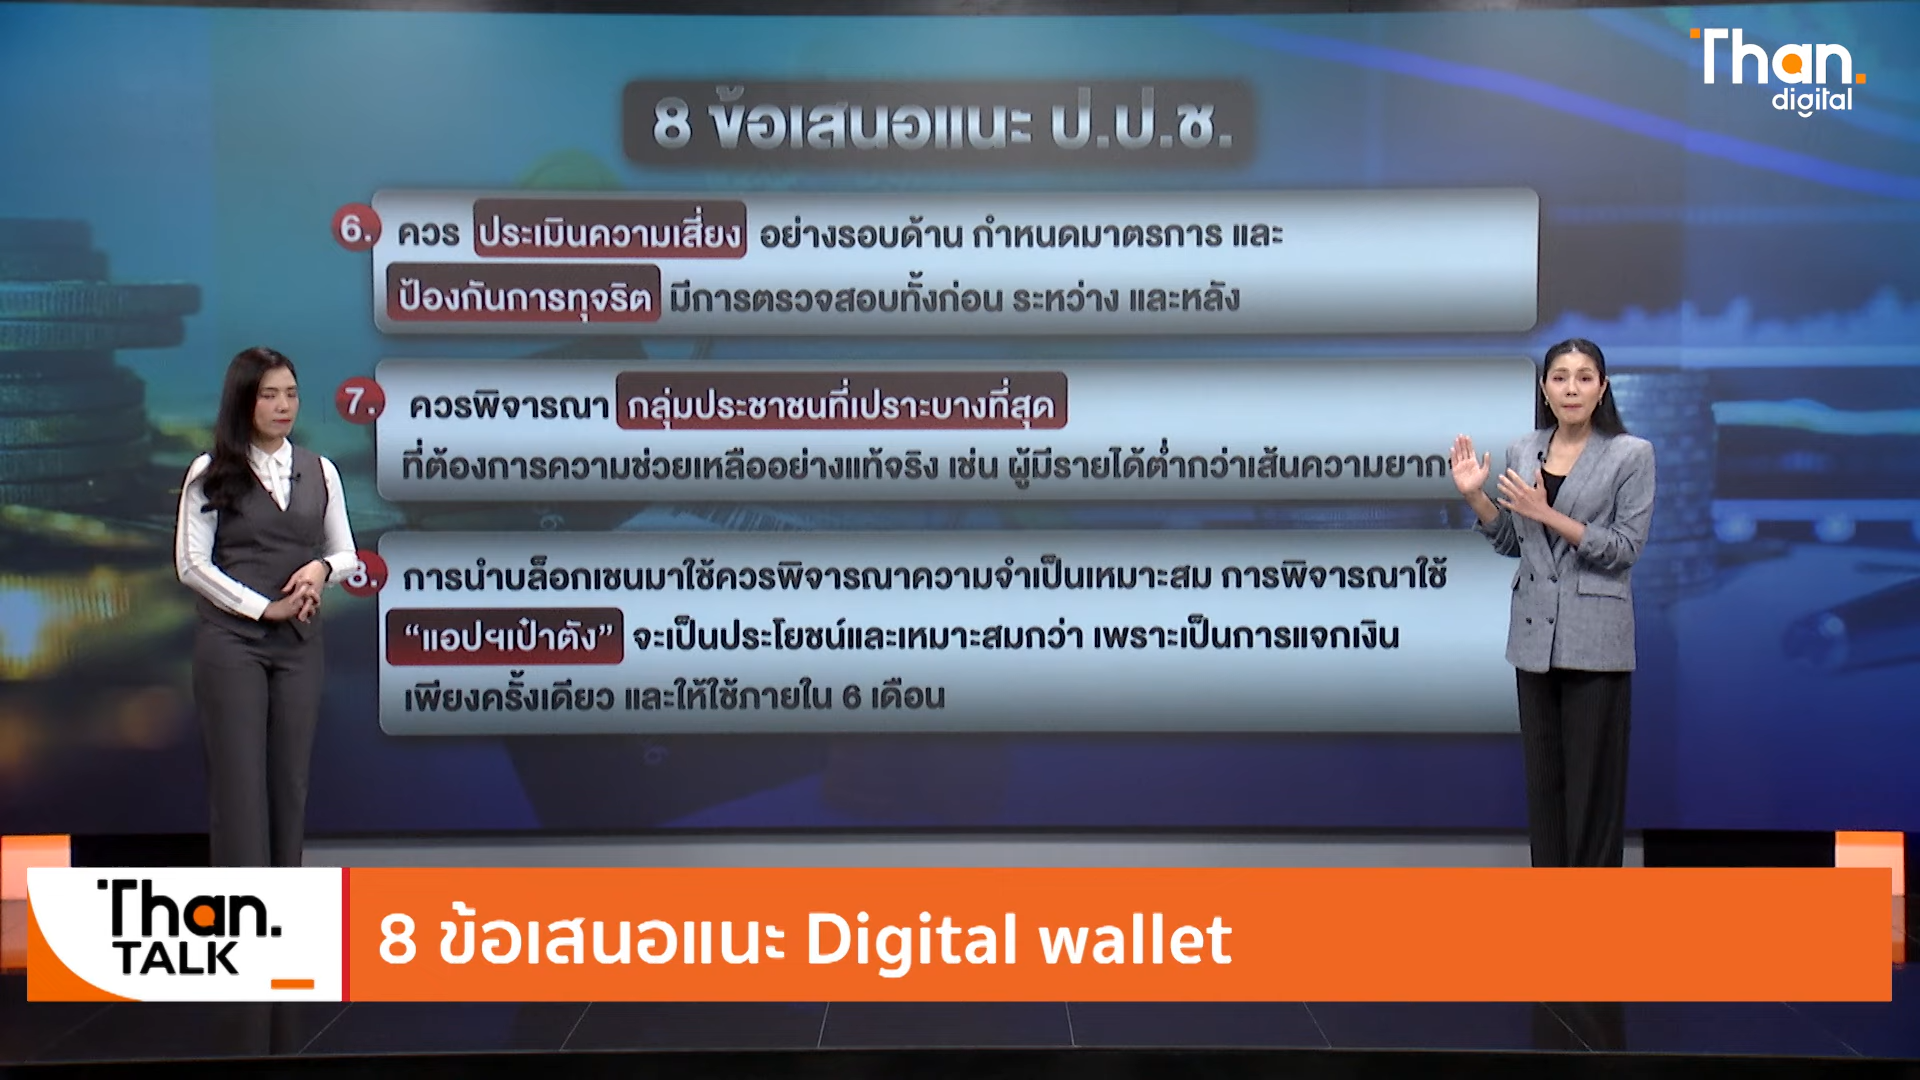 Than.
digital
8 ข้อเสนอแนะ ป.ป.ช.
6. ควร ประเมินความเสี่ยง อย่างรอบด้าน กำหนดมาตรการ และ
ป้องกันการทุจริต มีการตรวจสอบทั้งก่อน ระหว่าง และหลัง
7. ควรพิจารณา กลุ่มประชาชนที่เปราะบางที่สุด
ที่ต้องการความช่วยเหลืออย่างแท้จริง เช่น ผู้มีรายได้ต่ำกว่าเส้นความยาก
8. การนำบล็อกเชนมาใช้ควรพิจารณาความจำเป็นเหมาะสม การพิจารณาใช้
“แอปฯเป๋าตัง” จะเป็นประโยชน์และเหมาะสมกว่า เพราะเป็นการแจกเงิน
เพียงครั้งเดียว และให้ใช้ภายใน 6 เดือน
Than.
TALK
8 ข้อเสนอแนะ Digital wallet